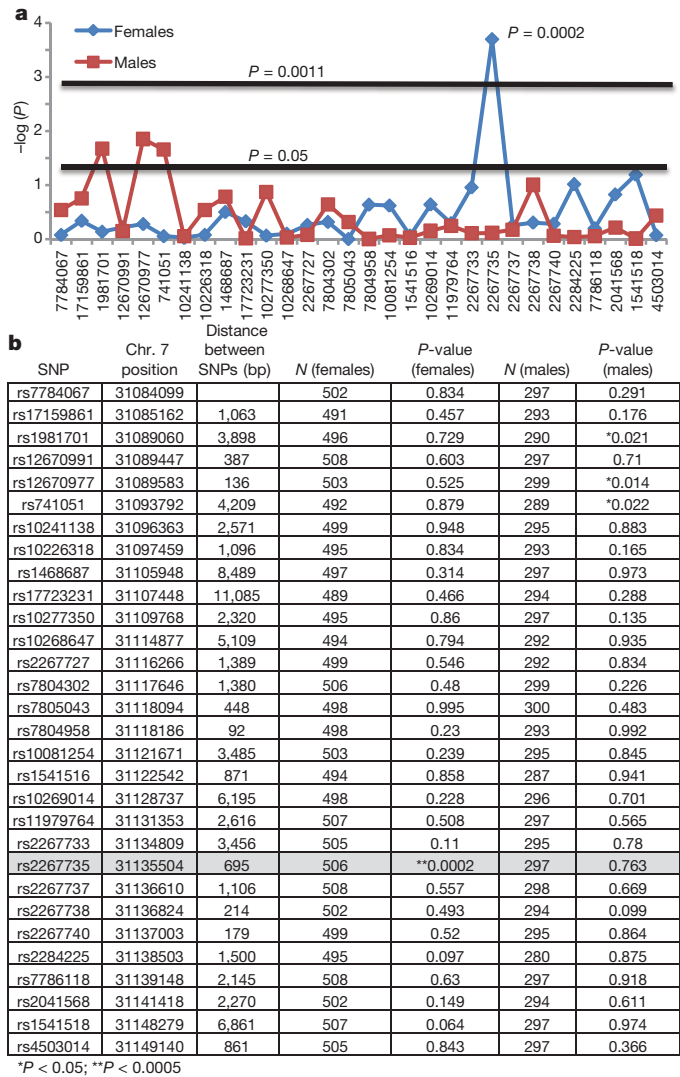 a
Females
Males
P = 0.0002
P = 0.0011
P = 0.05
–log (P)
4
3
2
1
0
7784067
17159861
1981701
12670991
12670977
741051
10241138
10226318
1468687
17723231
10277350
10268647
2267727
7804302
7805043
7804958
10081254
1541516
10269014
11979764
2267733
2267735
2267737
2267738
2267740
2284225
7786118
2041568
1541518
4503014
b
SNP Chr. 7 position Distance between SNPs (bp) N (females) P-value (females) N (males) P-value (males)
rs7784067 31084099 502 0.834 297 0.291
rs17159861 31085162 1,063 491 0.457 293 0.176
rs1981701 31089060 3,898 496 0.729 290 *0.021
rs12670991 31089447 387 508 0.603 297 0.71
rs12670977 31089583 136 503 0.525 299 *0.014
rs741051 31093792 4,209 492 0.879 289 *0.022
rs10241138 31096363 2,571 499 0.948 295 0.883
rs10226318 31097459 1,096 495 0.834 293 0.165
rs1468687 31105948 8,489 497 0.314 297 0.973
rs17723231 31107448 11,085 489 0.466 294 0.288
rs10277350 31109768 2,320 495 0.86 297 0.135
rs10268647 31114877 5,109 494 0.794 292 0.935
rs2267727 31116266 1,389 499 0.546 292 0.834
rs7804302 31117646 1,380 506 0.48 299 0.226
rs7805043 31118094 448 498 0.995 300 0.483
rs7804958 31118186 92 498 0.23 293 0.992
rs10081254 31121671 3,485 503 0.239 295 0.845
rs1541516 31122542 871 494 0.858 287 0.941
rs10269014 31128737 6,195 498 0.228 296 0.701
rs11979764 31131353 2,616 507 0.508 297 0.565
rs2267733 31134809 3,456 505 0.11 295 0.78
rs2267735 31135504 695 506 **0.0002 297 0.763
rs2267737 31136610 1,106 508 0.557 298 0.669
rs2267738 31136824 214 502 0.493 294 0.099
rs2267740 31137003 179 499 0.52 295 0.864
rs2284225 31138503 1,500 495 0.097 280 0.875
rs7786118 31139148 2,145 508 0.63 297 0.918
rs2041568 31141418 2,270 502 0.149 294 0.611
rs1541518 31148279 6,861 507 0.064 297 0.974
rs4503014 31149140 861 505 0.843 297 0.366
*P < 0.05; **P < 0.0005